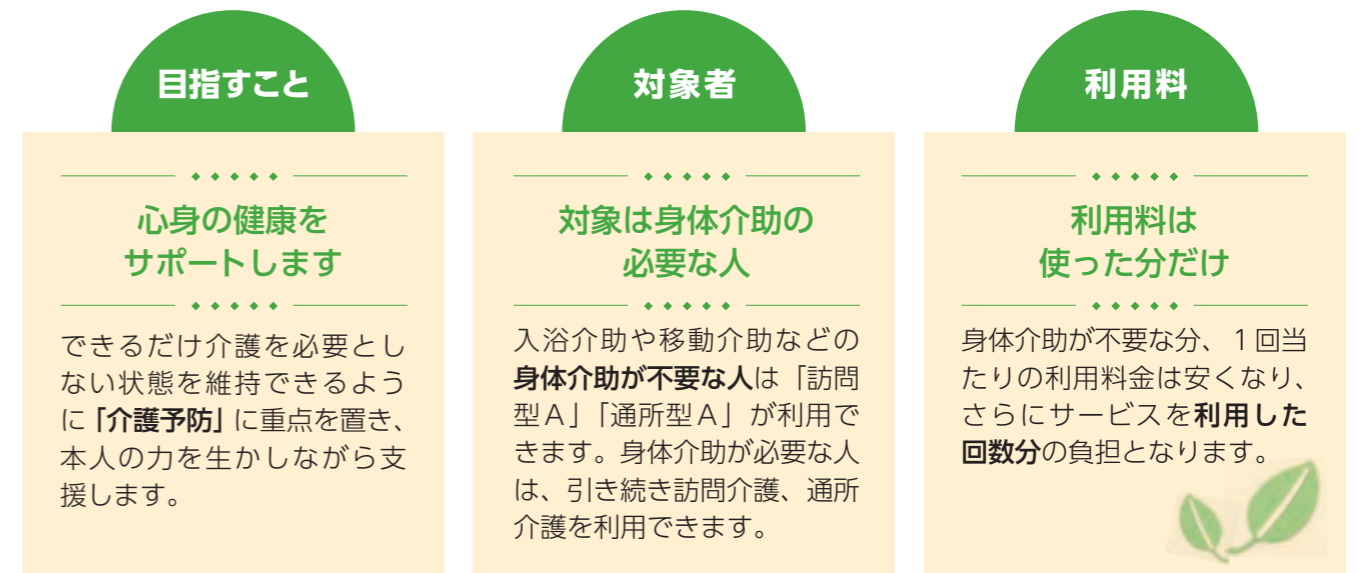 目指すこと
心身の健康を
サポートします
できるだけ介護を必要とし
ない状態を維持できるよう
に「介護予防」に重点を置き、
本人の力を生かしながら支
援します。
対象者
対象は身体介助の
必要な人
入浴介助や移動介助などの
身体介助が不要な人は「訪問
型A」「通所型A」が利用で
きます。身体介助が必要な人
は、引き続き訪問介護、通所
介護を利用できます。
利用料
利用料は
使った分だけ
身体介助が不要な分、1回当
たりの利用料金は安くなり、
さらにサービスを利用した
回数分の負担となります。